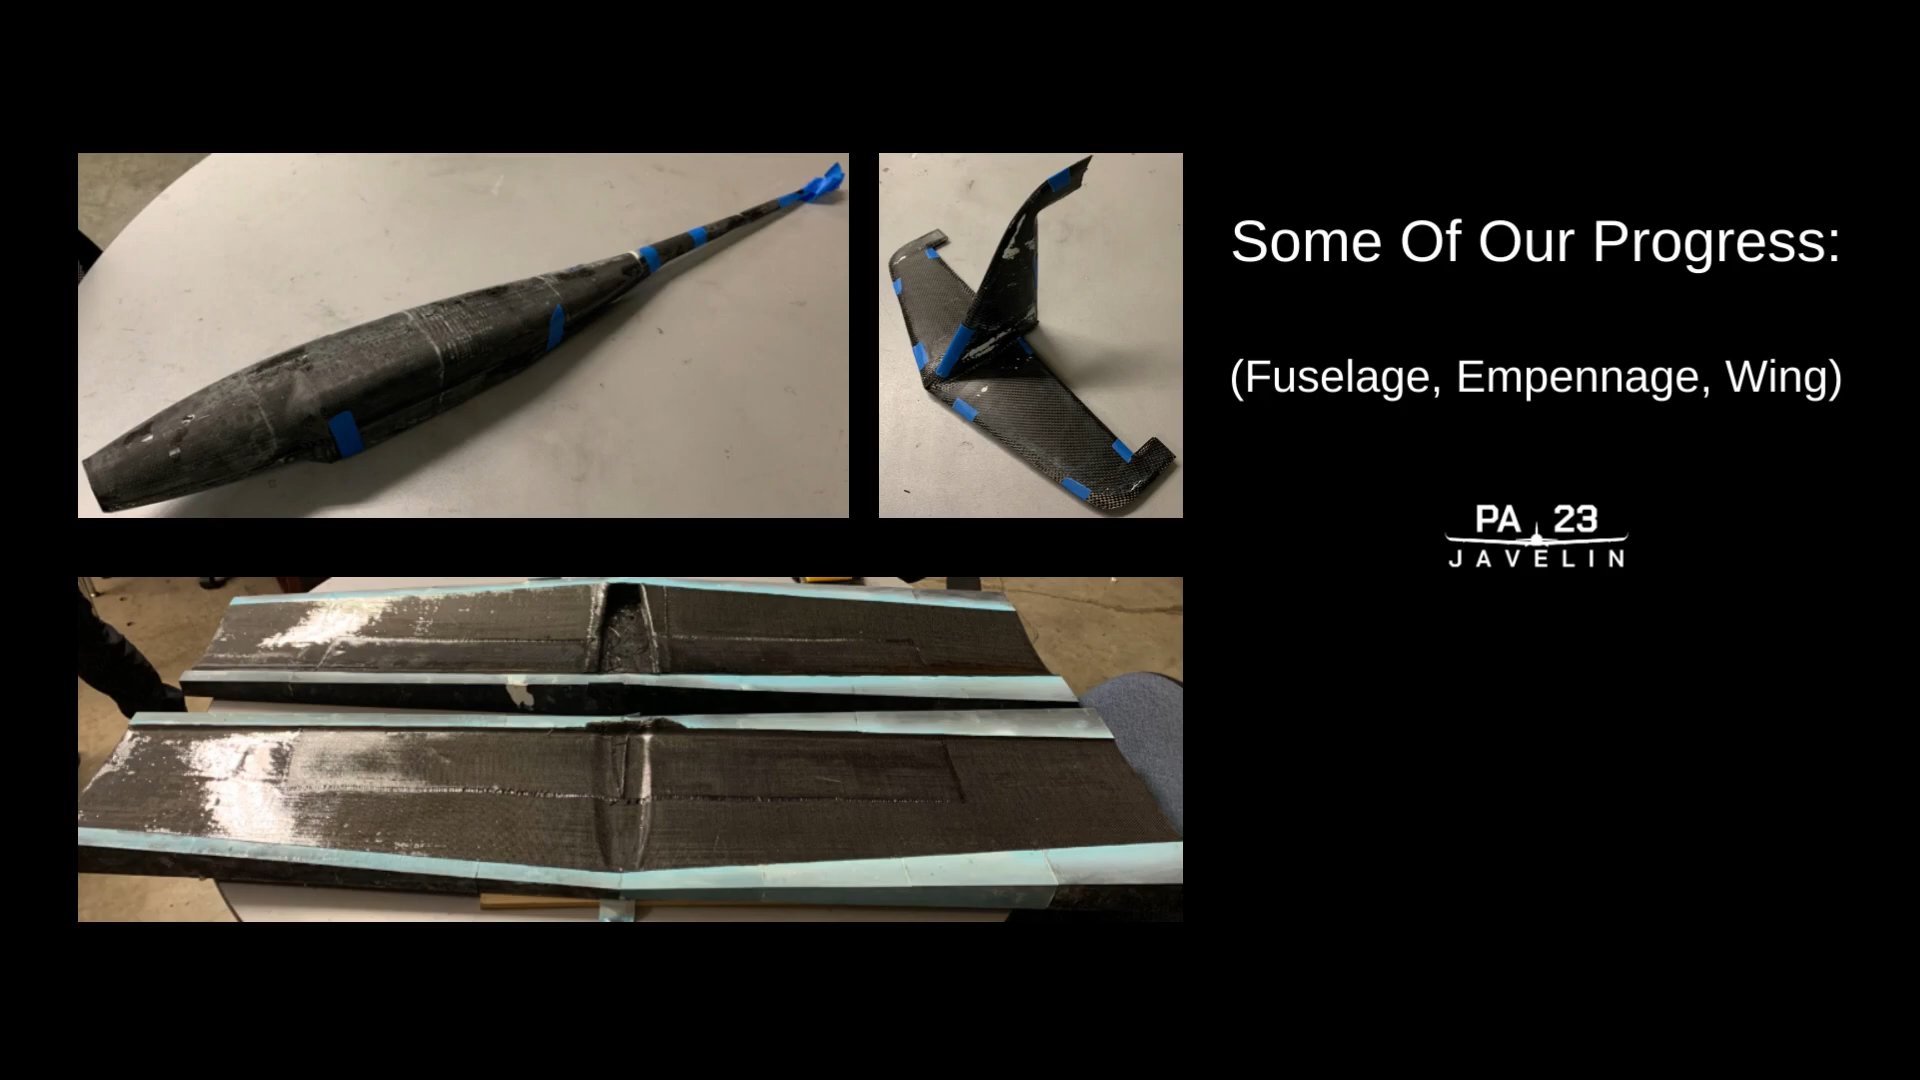 Some Of Our Progress:
(Fuselage, Empennage, Wing)
PA 23
JAVELIN